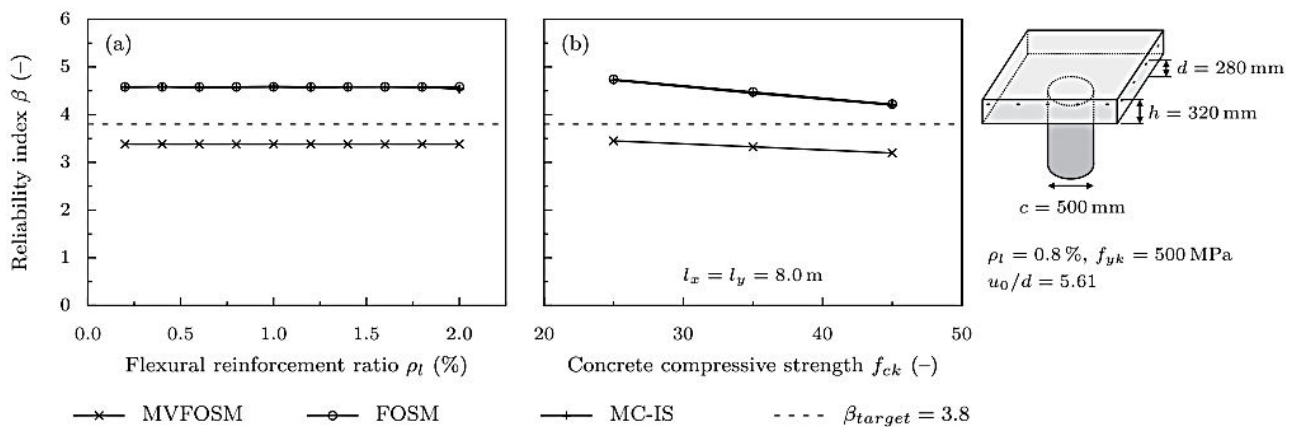 Reliability index β (–)
6
5
4
3
2
1
0
(a)
0.0 0.5 1.0 1.5 2.0
Flexural reinforcement ratio ρl (%)
(b)
lx = ly = 8.0 m
20 30 40 50
Concrete compressive strength fck (–)
d = 280 mm
h = 320 mm
c = 500 mm
ρl = 0.8 %, fyk = 500 MPa
u0/d = 5.61
MVFOSM FOSM MC-IS βtarget = 3.8